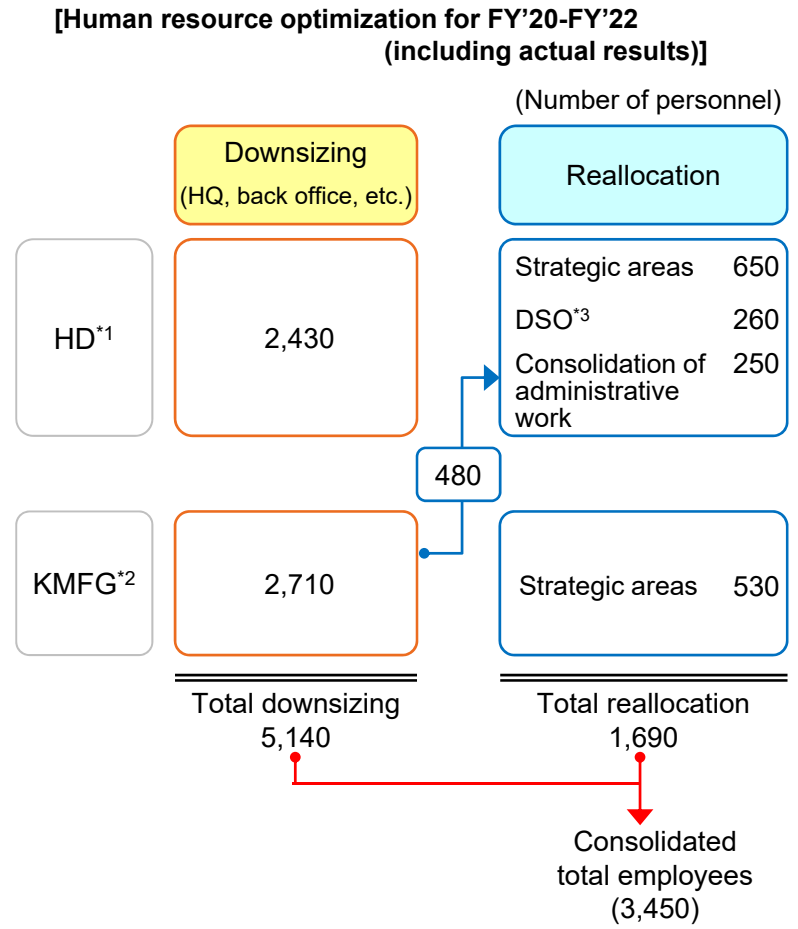 [Human resource optimization for FY’20-FY’22
(including actual results)]
(Number of personnel)
Downsizing
(HQ, back office, etc.)
Reallocation
HD*1
2,430
Strategic areas 650
DSO*3 260
Consolidation of 250
administrative
work
480
KMFG*2
2,710
Strategic areas 530
Total downsizing
5,140
Total reallocation
1,690
Consolidated
total employees
(3,450)